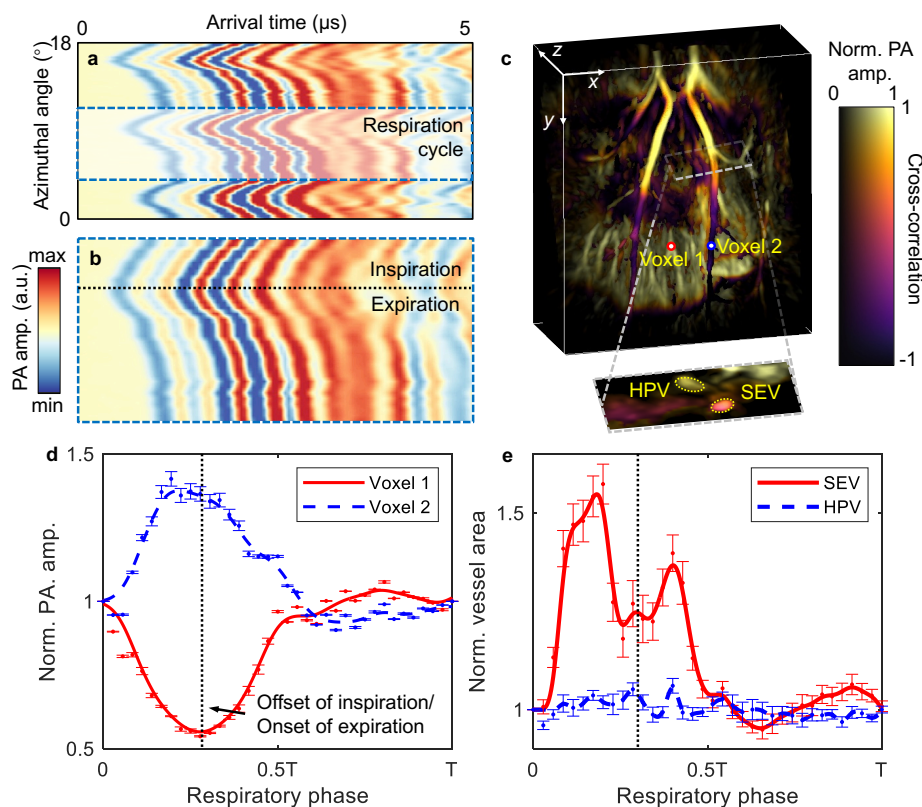 0 Arrival time (µs) 5
18
a
Azimuthal angle (°)
Respiration
cycle
0
b
Inspiration
Expiration
max
PA amp. (a.u.)
min
c
z
x
y
Voxel 1
Voxel 2
HPV
SEV
Norm. PA
amp.
0 1
1
Cross-correlation
-1
d
1.5
Voxel 1
Voxel 2
Norm. PA. amp.
1
Offset of inspiration/
Onset of expiration
0.5
0 0.5T T
Respiratory phase
e
SEV
HPV
1.5
Norm. vessel area
1
0 0.5T T
Respiratory phase